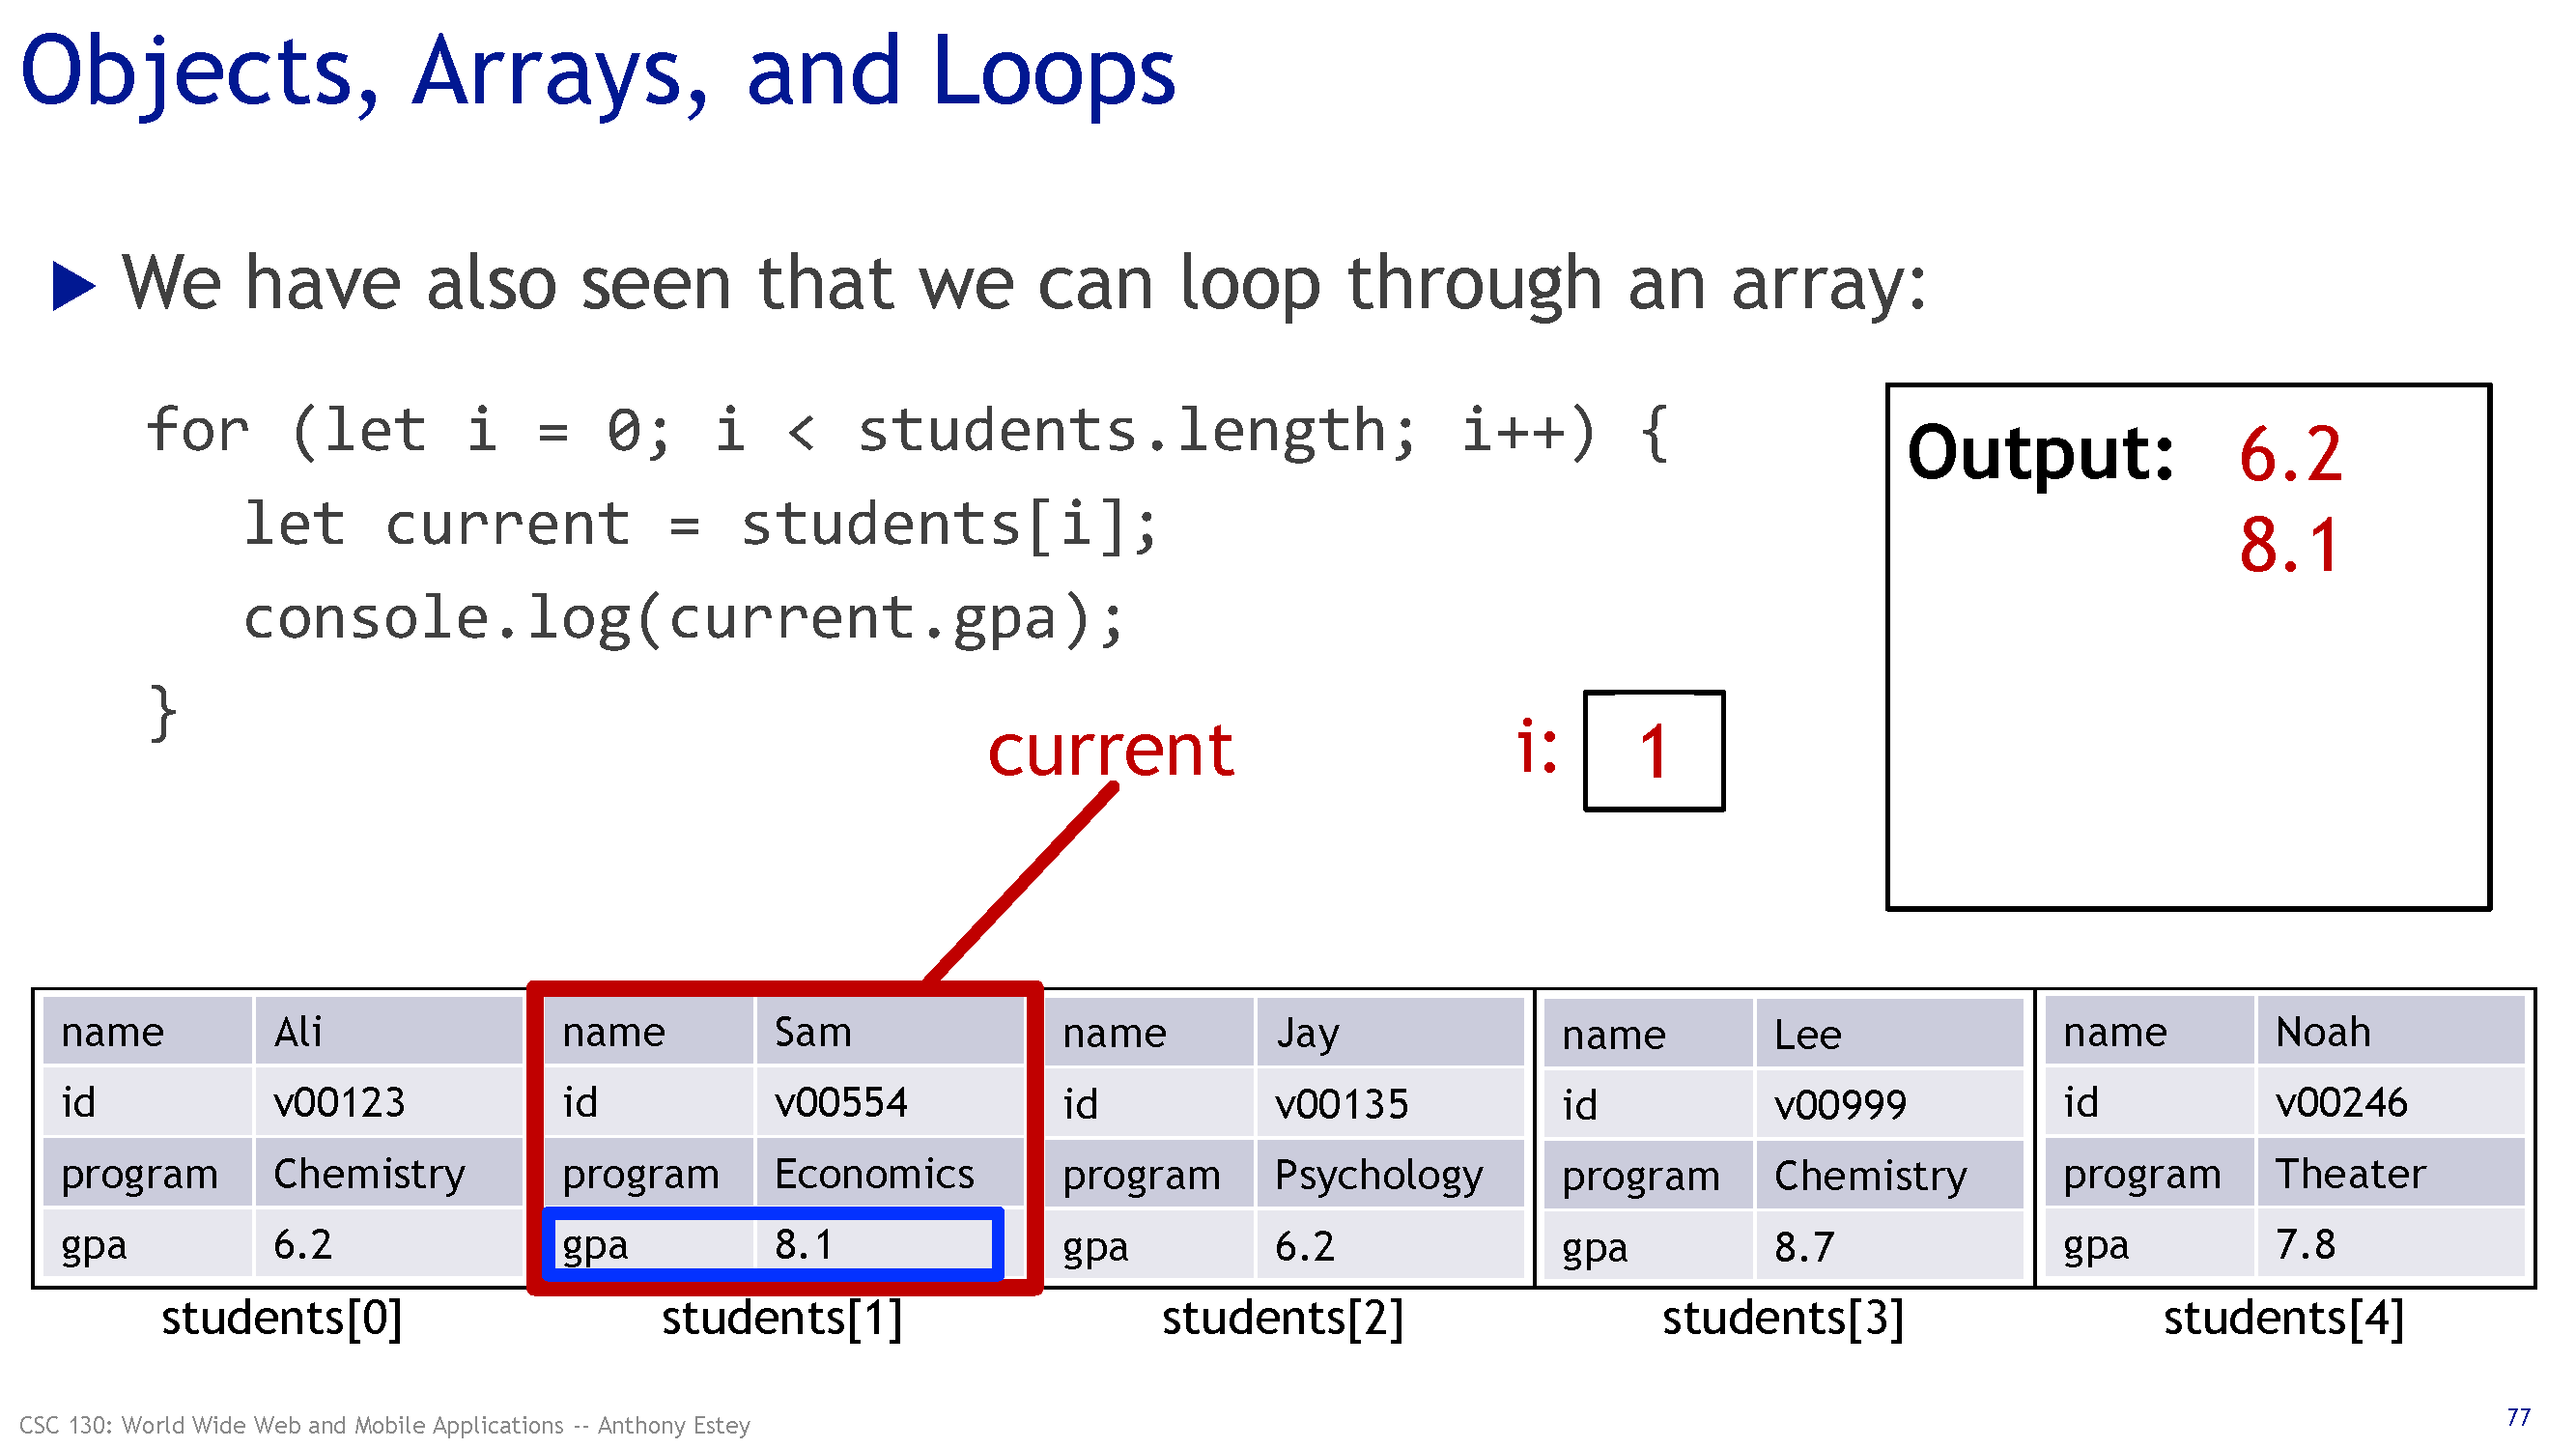 Objects, Arrays, and Loops
We have also seen that we can loop through an array:
for (let i = 0; i < students.length; i++) {
let current = students[i];
console.log(current.gpa);
}
Output: 6.2
8.1
current
i: 1
name Ali name Sam name Jay name Lee name Noah
id v00123 id v00554 id v00135 id v00999 id v00246
program Chemistry program Economics program Psychology program Chemistry program Theater
gpa 6.2 gpa 8.1 gpa 6.2 gpa 8.7 gpa 7.8
students[0] students[1] students[2] students[3] students[4]
CSC 130: World Wide Web and Mobile Applications -- Anthony Estey
77